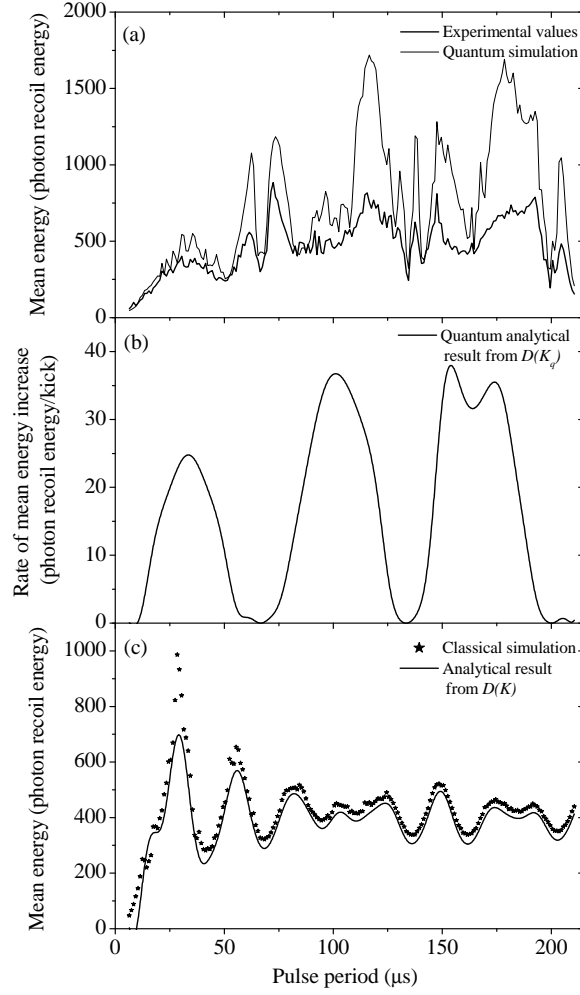 (a)
Experimental values
Quantum simulation
2000
1500
1000
500
0
Mean energy (photon recoil energy)
(b)
Quantum analytical
result from D(K_q)
40
30
20
10
0
Rate of mean energy increase
(photon recoil energy/kick)
(c)
Classical simulation
Analytical result
from D(K)
1000
800
600
400
200
0
Mean energy (photon recoil energy)
0 50 100 150 200
Pulse period (μs)